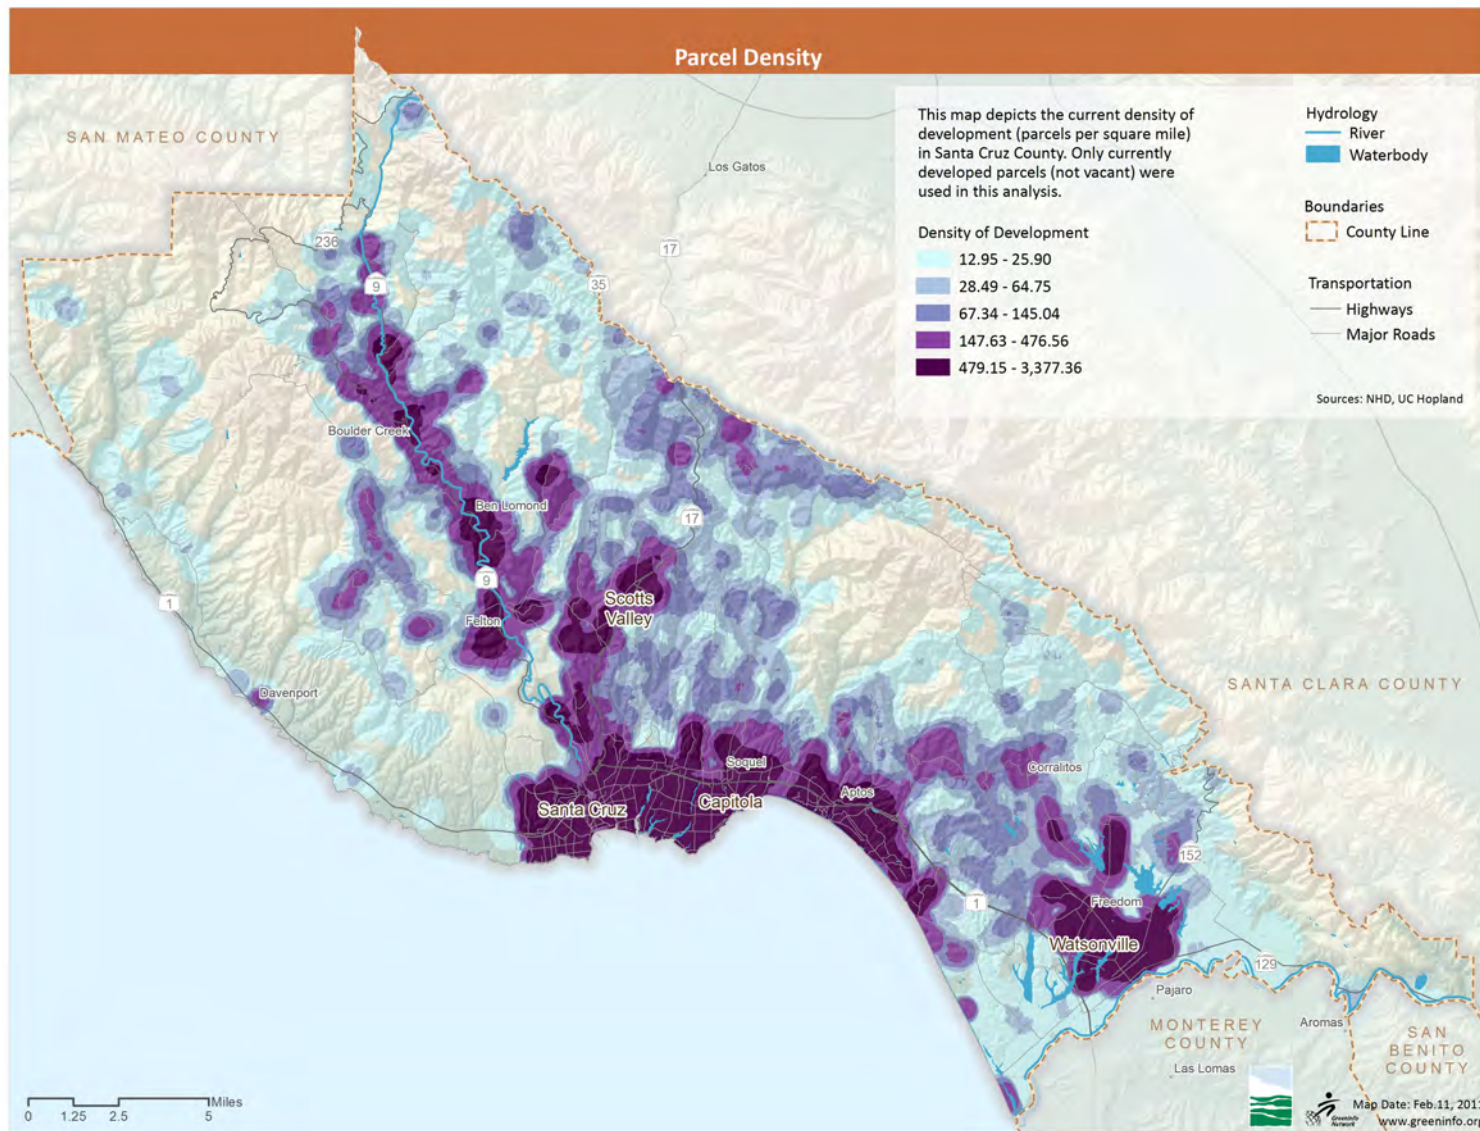 Parcel Density
This map depicts the current density of
development (parcels per square mile)
in Santa Cruz County. Only currently
developed parcels (not vacant) were
used in this analysis.
Density of Development
12.95 - 25.90
28.49 - 64.75
67.34 - 145.04
147.63 - 476.56
479.15 - 3,377.36
Hydrology
River
Waterbody
Boundaries
County Line
Transportation
Highways
Major Roads
Sources: NHD, UC Hopland
SAN MATEO COUNTY
Los Gatos
236
17
9
35
Boulder Creek
Ben Lomond
17
9
1
Scotts
Valley
Felton
Davenport
SANTA CLARA COUNTY
Soquel
Corralitos
Santa Cruz
Capitola
Aptos
152
1
Freedom
Watsonville
129
Pajaro
MONTEREY
COUNTY
Aromas
SAN
BENITO
COUNTY
Las Lomas
0 1.25 2.5 5 Miles
GreenInfo
Network
Map Date: Feb.11, 2011
www.greeninfo.org